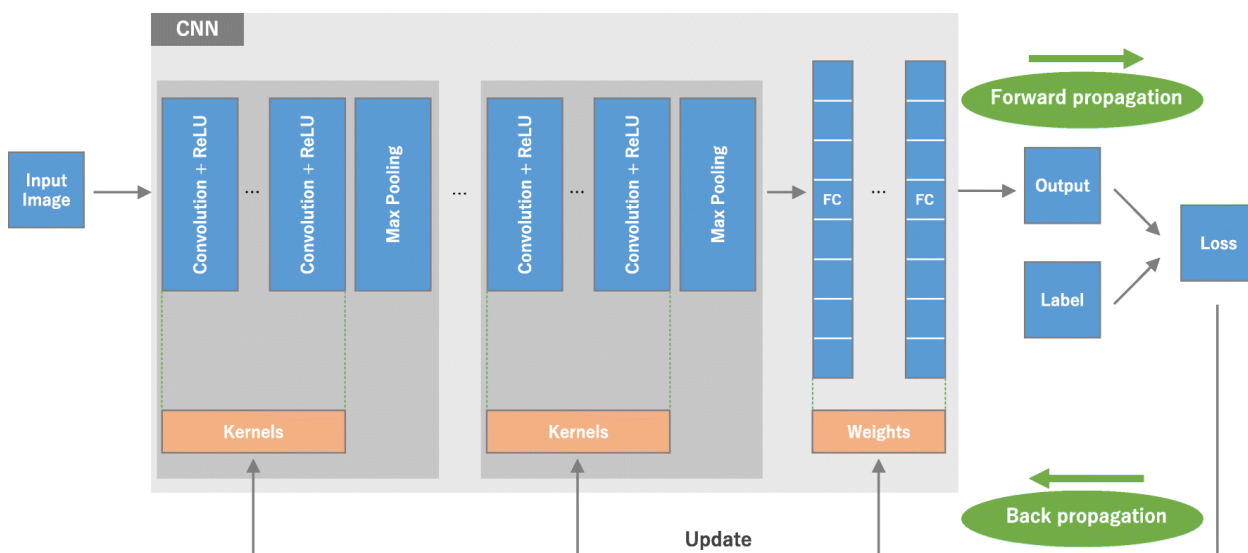 CNN
Forward propagation
Input
Image
Convolution + ReLU
...
Convolution + ReLU
Max Pooling
...
Convolution + ReLU
...
Convolution + ReLU
Max Pooling
FC
...
FC
Output
Label
Loss
Kernels
Kernels
Weights
Back propagation
Update